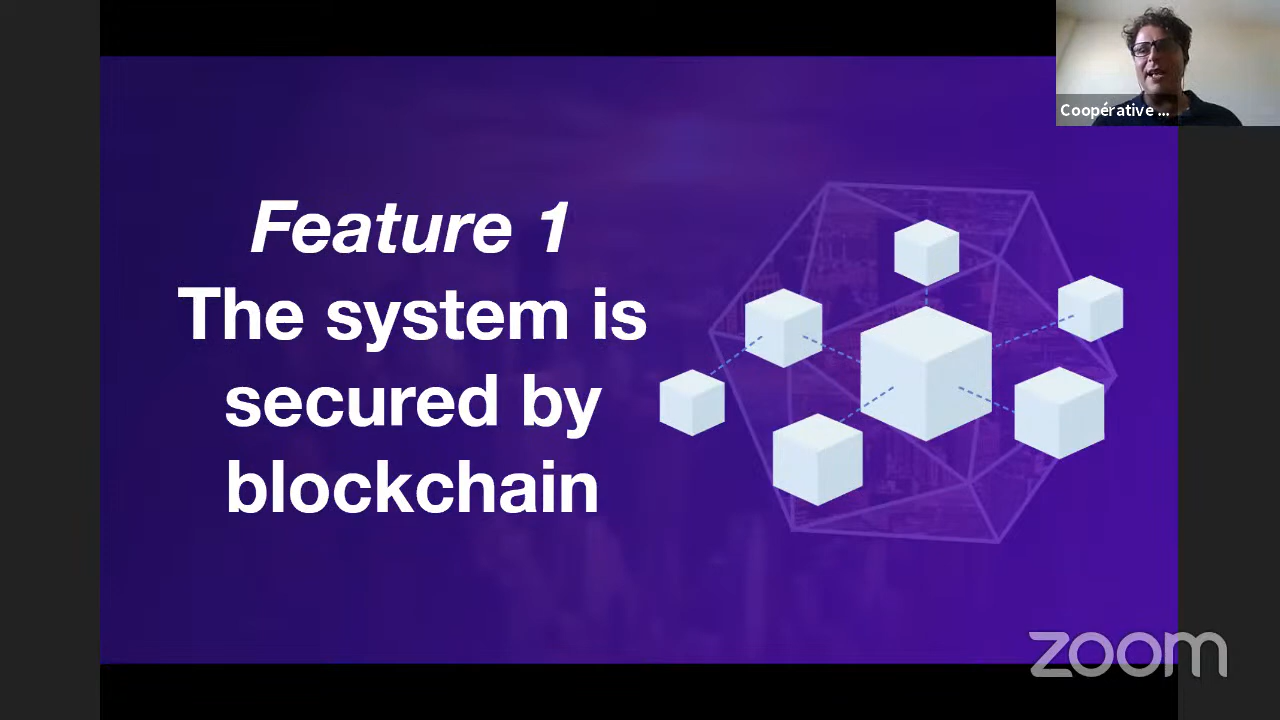 Coopérative ...
Feature 1
The system is
secured by
blockchain
zoom